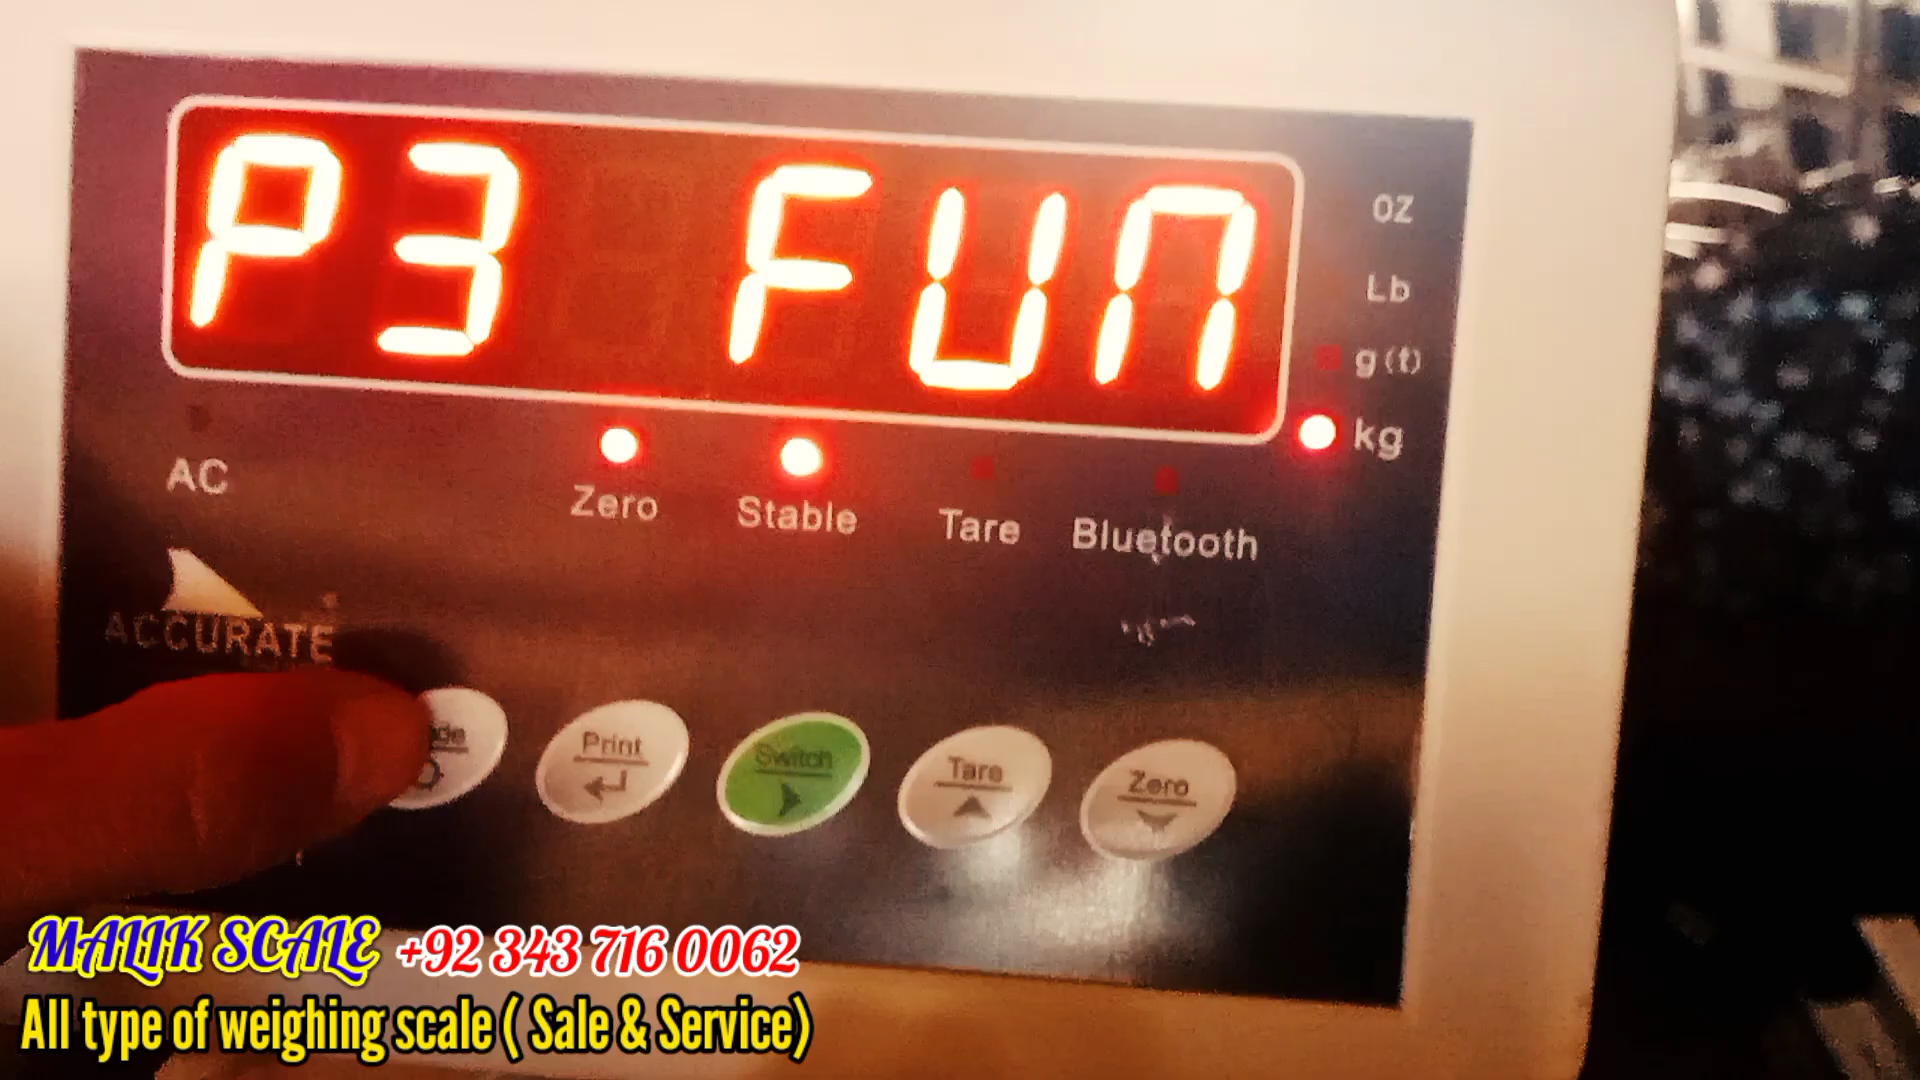 P3 FUN
oz
Lb
g(t)
kg
AC
Zero
Stable
Tare
Bluetooth
ACCURATE
Print
Switch
Tare
Zero
MALIK SCALE +92 343 716 0062
All type of weighing scale ( Sale & Service)